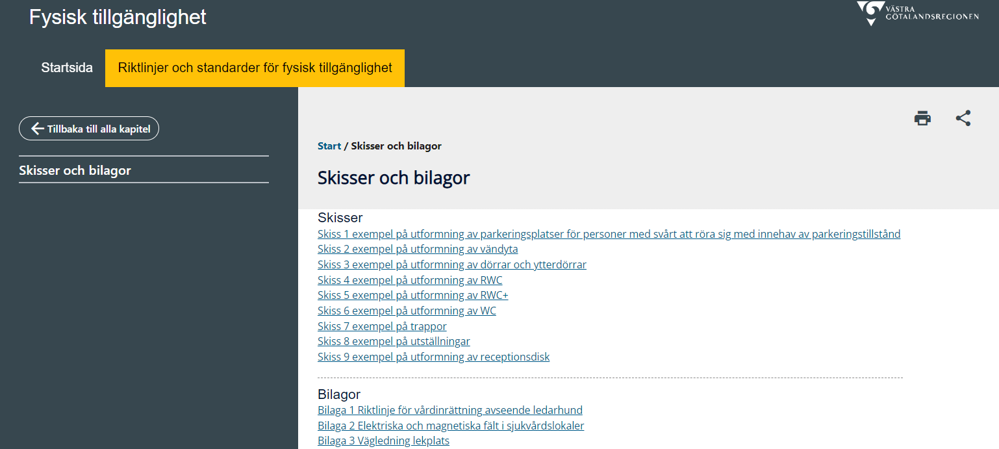 Fysisk tillgänglighet
VÄSTRA
GÖTALANDSREGIONEN
Startsida
Riktlinjer och standarder för fysisk tillgänglighet
Tillbaka till alla kapitel
Skisser och bilagor
Start / Skisser och bilagor
Skisser och bilagor
Skisser
Skiss 1 exempel på utformning av parkeringsplatser för personer med svårt att röra sig med innehav av parkeringstillstånd
Skiss 2 exempel på utformning av vändyta
Skiss 3 exempel på utformning av dörrar och ytterdörrar
Skiss 4 exempel på utformning av RWC
Skiss 5 exempel på utformning av RWC+
Skiss 6 exempel på utformning av WC
Skiss 7 exempel på trappor
Skiss 8 exempel på utställningar
Skiss 9 exempel på utformning av receptionsdisk
Bilagor
Bilaga 1 Riktlinje för vårdinrättning avseende ledarhund
Bilaga 2 Elektriska och magnetiska fält i sjukvårdslokaler
Bilaga 3 Vägledning lekplats